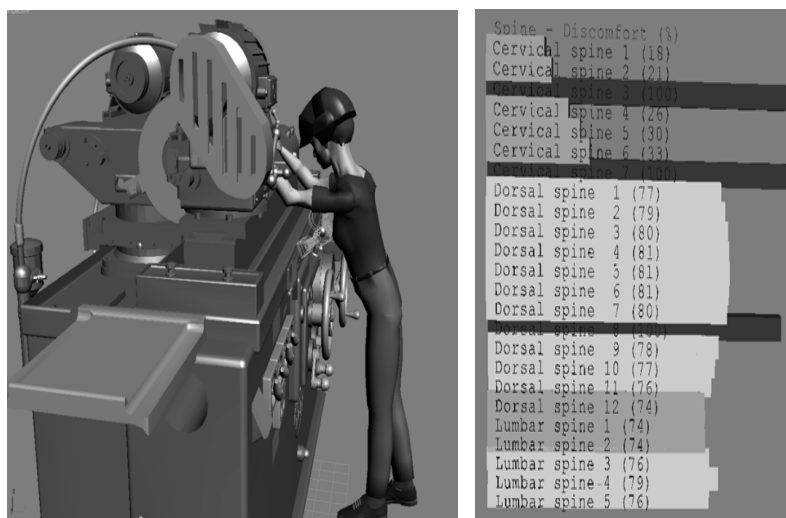 Spine - Discomfort (%)
Cervical spine 1 (18)
Cervical spine 2 (21)
Cervical spine 3 (100)
Cervical spine 4 (26)
Cervical spine 5 (30)
Cervical spine 6 (33)
Cervical spine 7 (100)
Dorsal spine 1 (77)
Dorsal spine 2 (79)
Dorsal spine 3 (80)
Dorsal spine 4 (81)
Dorsal spine 5 (81)
Dorsal spine 6 (81)
Dorsal spine 7 (80)
Dorsal spine 8 (100)
Dorsal spine 9 (78)
Dorsal spine 10 (77)
Dorsal spine 11 (76)
Dorsal spine 12 (74)
Lumbar spine 1 (74)
Lumbar spine 2 (74)
Lumbar spine 3 (76)
Lumbar spine 4 (79)
Lumbar spine 5 (76)